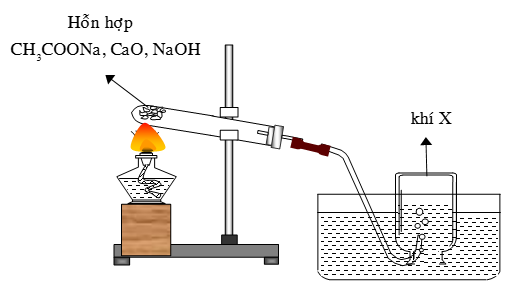 Hỗn hợp
CH₃COONa, CaO, NaOH
khí X